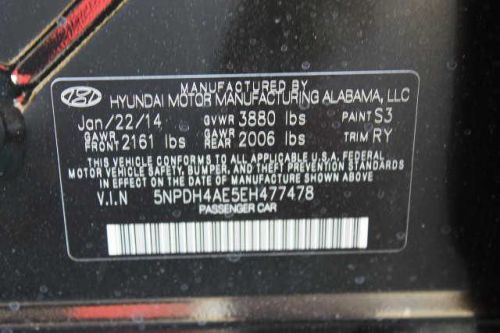 MANUFACTURED BY
HYUNDAI MOTOR MANUFACTURING ALABAMA, LLC
Jan/22/14 GVWR 3880 lbs PAINT S3
GAWR FRONT 2161 lbs GAWR REAR 2006 lbs TRIM RY
THIS VEHICLE CONFORMS TO ALL APPLICABLE U.S.A. FEDERAL
MOTOR VEHICLE SAFETY, BUMPER, AND THEFT PREVENTION STANDARDS
IN EFFECT ON THE DATE OF MANUFACTURE SHOWN ABOVE
V.I.N 5NPDH4AE5EH477478
PASSENGER CAR